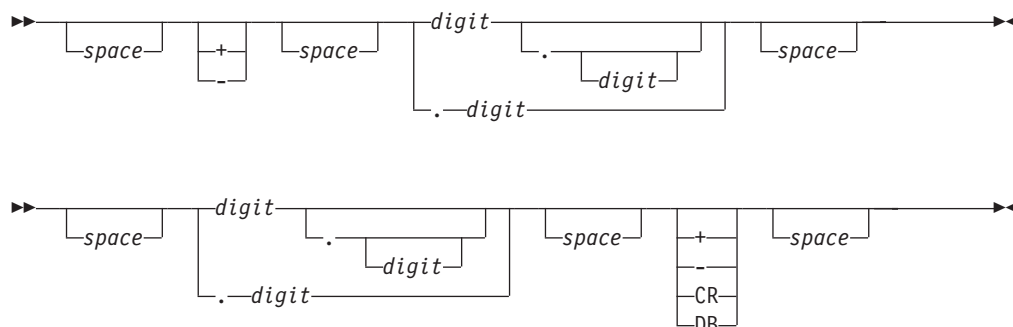 digit
space + space . space
- digit
. digit
digit
space . space + space
digit -
. digit CR
DB